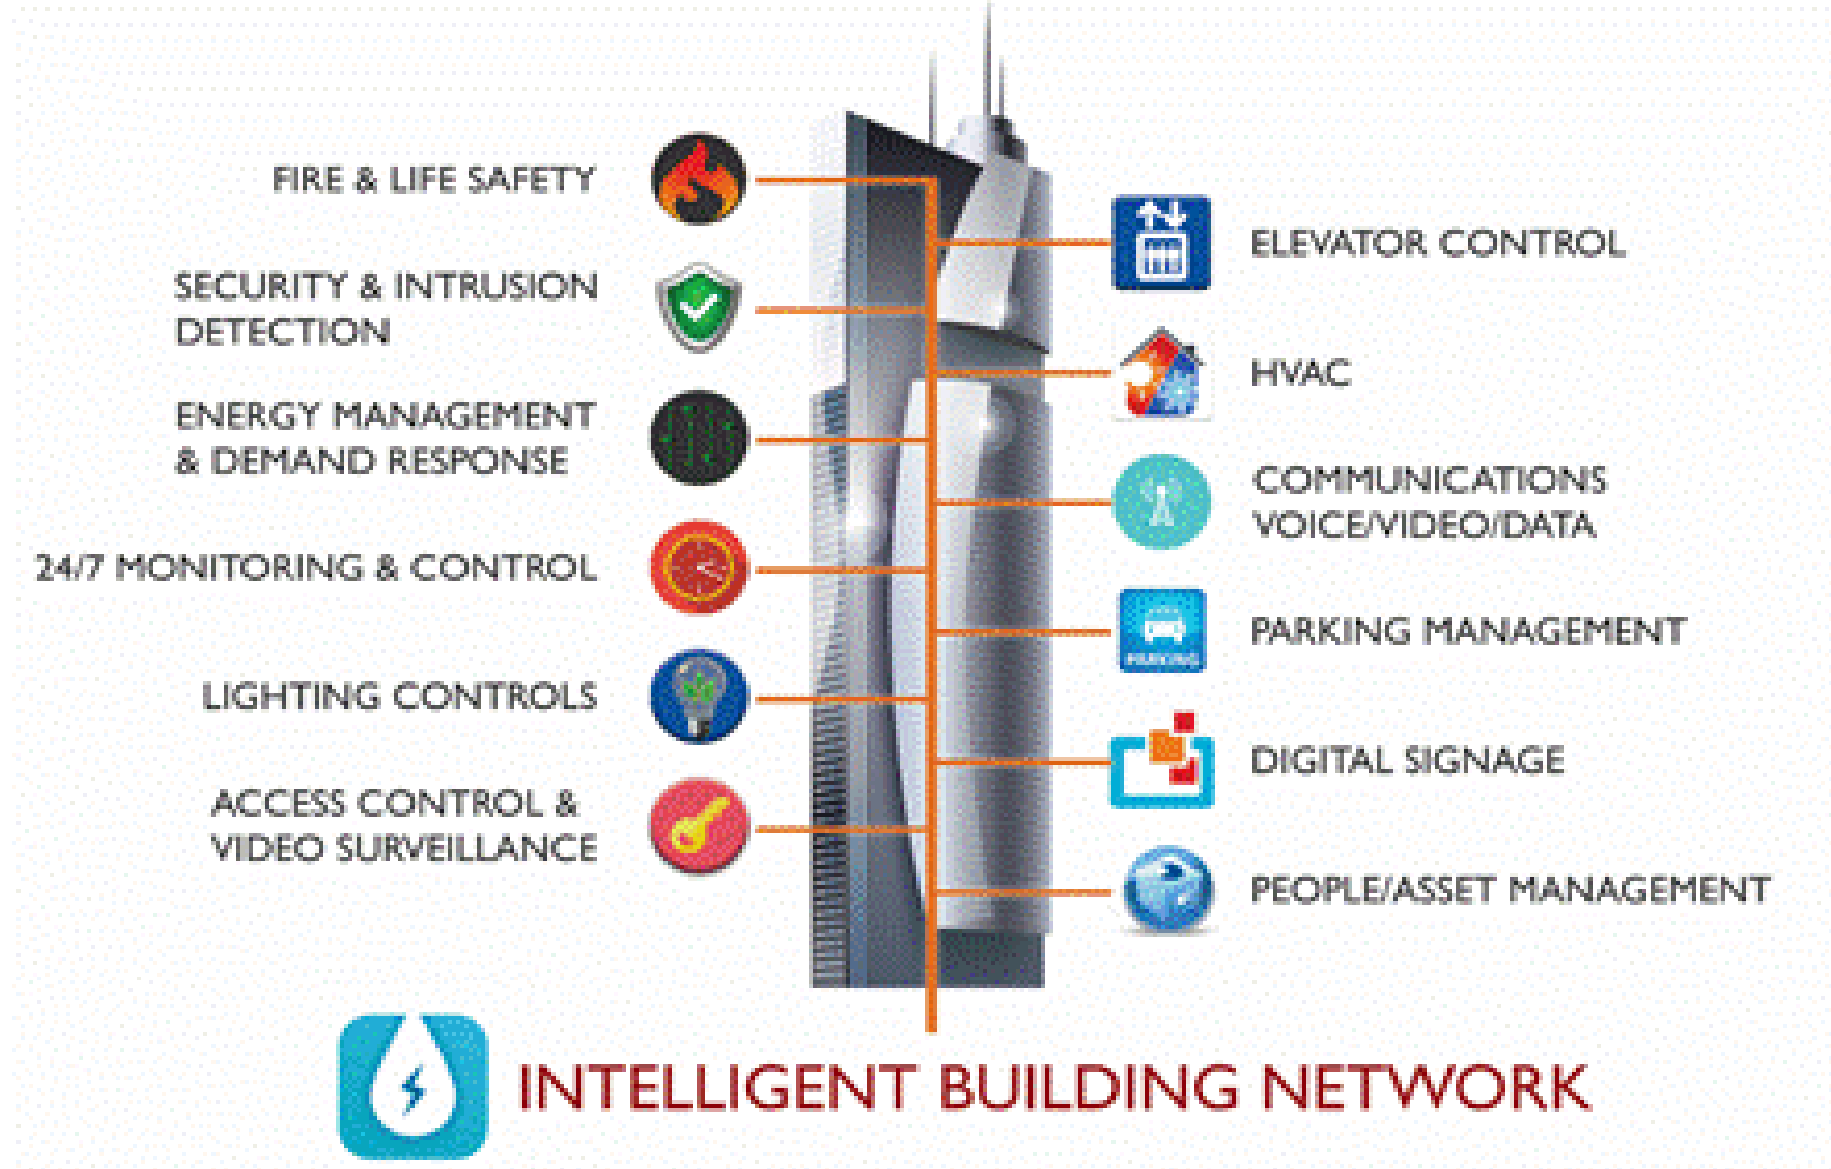 FIRE & LIFE SAFETY
SECURITY & INTRUSION
DETECTION
ENERGY MANAGEMENT
& DEMAND RESPONSE
24/7 MONITORING & CONTROL
LIGHTING CONTROLS
ACCESS CONTROL &
VIDEO SURVEILLANCE
ELEVATOR CONTROL
HVAC
COMMUNICATIONS
VOICE/VIDEO/DATA
PARKING
PARKING MANAGEMENT
DIGITAL SIGNAGE
PEOPLE/ASSET MANAGEMENT
INTELLIGENT BUILDING NETWORK